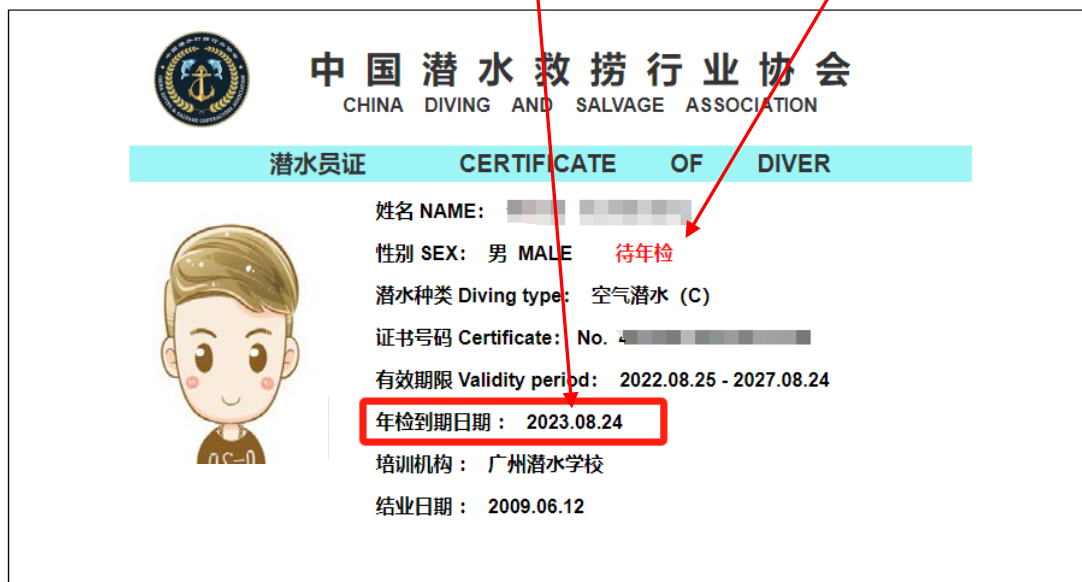 中国潜水救捞行业协会
CHINA DIVING AND SALVAGE ASSOCIATION
潜水员证 CERTIFICATE OF DIVER
姓名 NAME：
性别 SEX： 男 MALE 待年检
潜水种类 Diving type： 空气潜水（C）
证书号码 Certificate： No.
有效期限 Validity period： 2022.08.25 - 2027.08.24
年检到期日期： 2023.08.24
培训机构： 广州潜水学校
结业日期： 2009.06.12